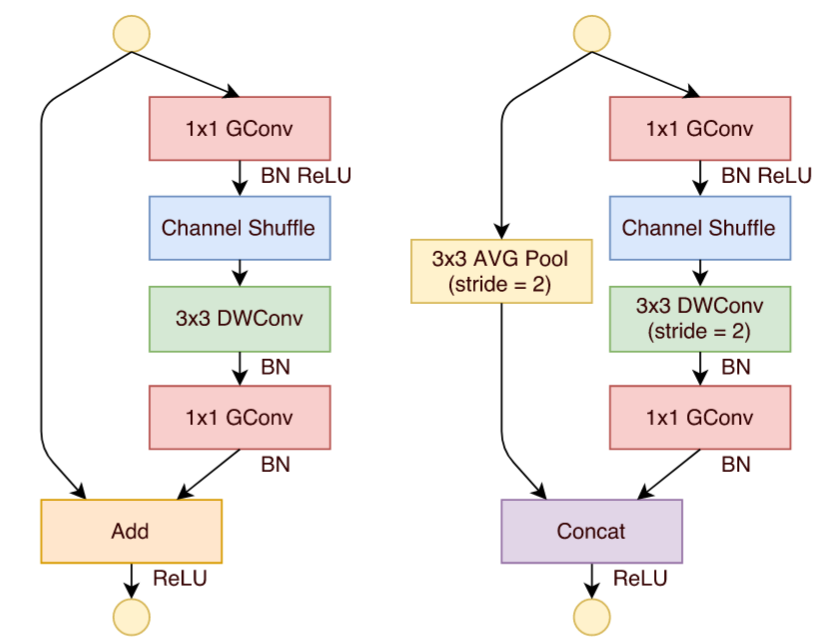 1x1 GConv
BN ReLU
Channel Shuffle
3x3 DWConv
BN
1x1 GConv
BN
Add
ReLU
1x1 GConv
BN ReLU
Channel Shuffle
3x3 AVG Pool
(stride = 2)
3x3 DWConv
(stride = 2)
BN
1x1 GConv
BN
Concat
ReLU